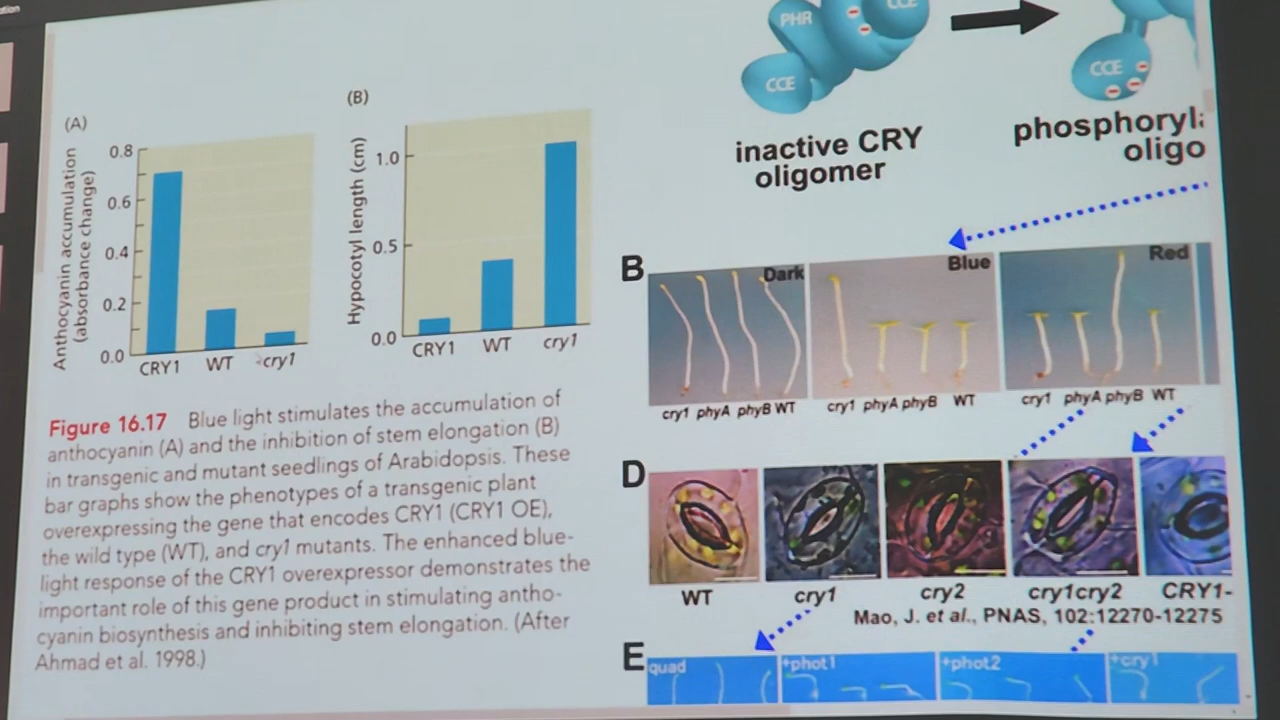 (A)
Anthocyanin accumulation
(absorbance change)
0.8
0.6
0.4
0.2
0.0
CRY1 WT cry1
(B)
Hypocotyl length (cm)
1.0
0.5
0.0
CRY1 WT cry1
Figure 16.17 Blue light stimulates the accumulation of
anthocyanin (A) and the inhibition of stem elongation (B)
in transgenic and mutant seedlings of Arabidopsis. These
bar graphs show the phenotypes of a transgenic plant
overexpressing the gene that encodes CRY1 (CRY1 OE),
the wild type (WT), and cry1 mutants. The enhanced blue-
light response of the CRY1 overexpressor demonstrates the
important role of this gene product in stimulating antho-
cyanin biosynthesis and inhibiting stem elongation. (After
Ahmad et al. 1998.)
PHR
CCE
CCE
CCE
inactive CRY
oligomer
oligo
B
Dark
Blue
Red
cry1 phyA phyB WT
cry1 phyA phyB WT
cry1 phyA phyB WT
D
WT cry1 cry2 cry1cry2 CRY1-
Mao, J. et al., PNAS, 102:12270-12275
E
quad
+phot1
+phot2
+cry1